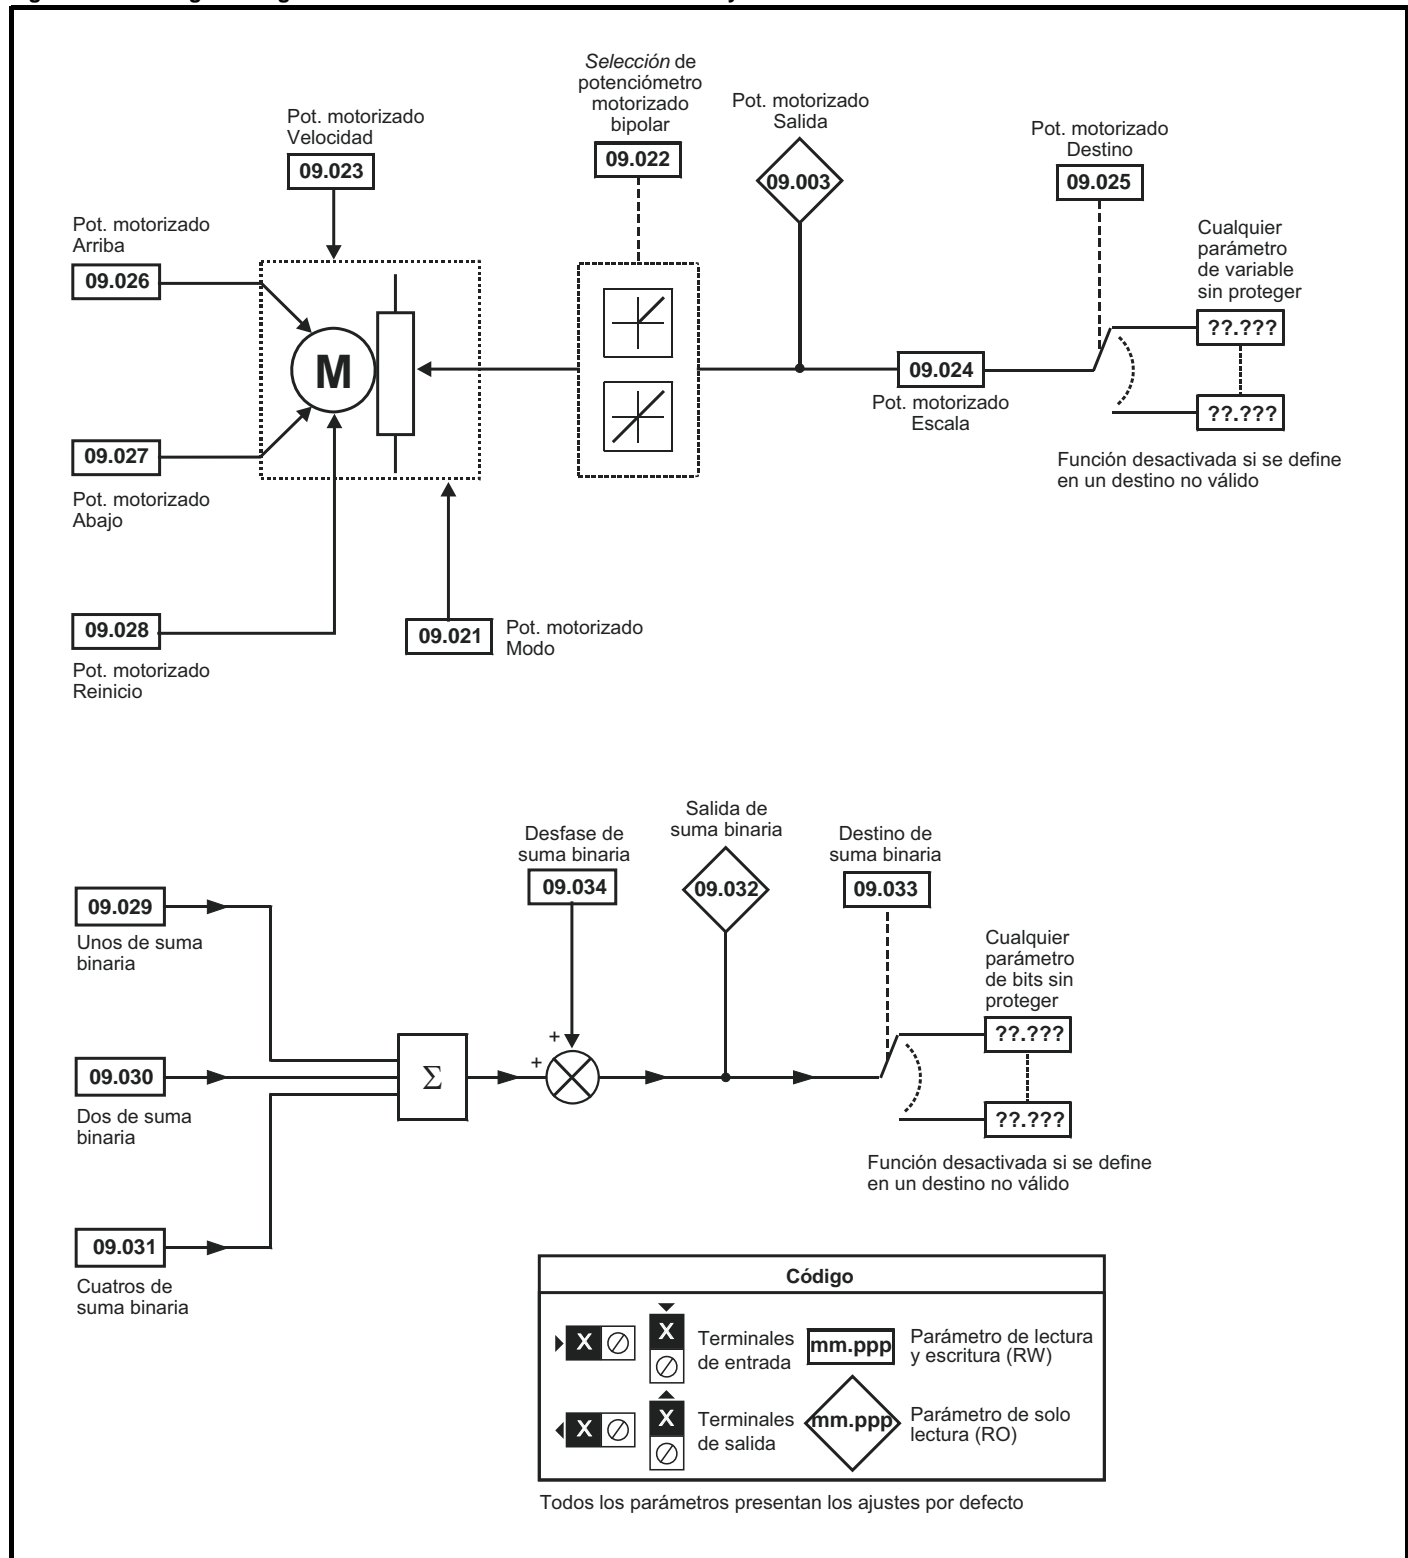 Selección de
potenciómetro
motorizado
bipolar
09.022
Pot. motorizado
Salida
09.003
Pot. motorizado
Velocidad
09.023
Pot. motorizado
Destino
09.025
Pot. motorizado
Arriba
09.026
Cualquier
parámetro
de variable
sin proteger
??.???
??.???
M
09.024
Pot. motorizado
Escala
09.027
Pot. motorizado
Abajo
Función desactivada si se define
en un destino no válido
09.028
Pot. motorizado
Reinicio
09.021
Pot. motorizado
Modo
Desfase de
suma binaria
09.034
Salida de
suma binaria
09.032
Destino de
suma binaria
09.033
09.029
Unos de suma
binaria
Cualquier
parámetro
de bits sin
proteger
??.???
??.???
+
+
Σ
09.030
Dos de suma
binaria
Función desactivada si se define
en un destino no válido
09.031
Cuatros de
suma binaria
Código
X
X
Terminales
de entrada
mm.ppp
Parámetro de lectura
y escritura (RW)
X
X
Terminales
de salida
mm.ppp
Parámetro de solo
lectura (RO)
Todos los parámetros presentan los ajustes por defecto